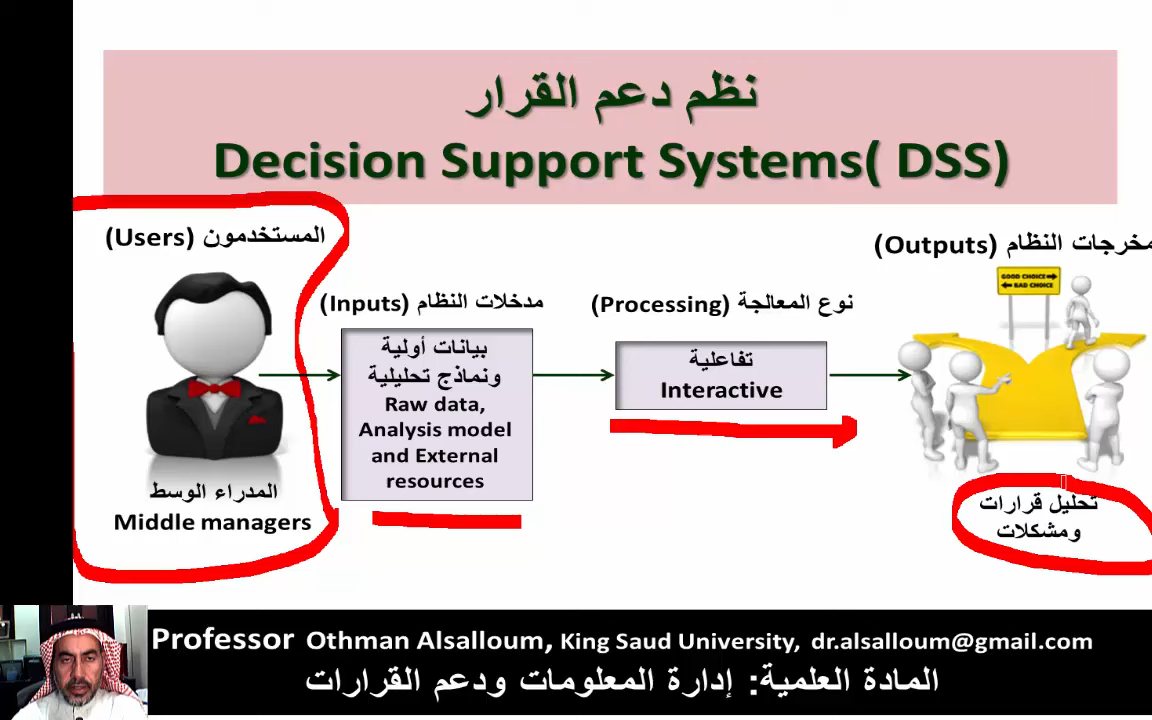 نظم دعم القرار
Decision Support Systems( DSS)
المستخدمون (Users)
المدراء الوسط
Middle managers
مدخلات النظام (Inputs)
بيانات أولية
ونماذج تحليلية
Raw data,
Analysis model
and External
resources
نوع المعالجة (Processing)
تفاعلية
Interactive
مخرجات النظام (Outputs)
GOOD CHOICE
BAD CHOICE
تحليل قرارات
ومشكلات
Professor Othman Alsalloum, King Saud University, dr.alsalloum@gmail.com
المادة العلمية: إدارة المعلومات ودعم القرارات